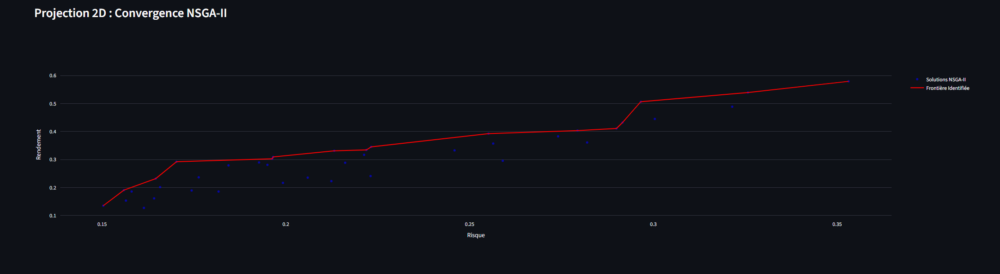 Projection 2D : Convergence NSGA-II
0.6
0.5
0.4
0.3
0.2
0.1
Rendement
0.15
0.2
0.25
0.3
0.35
Risque
Solutions NSGA-II
Frontière Identifiée